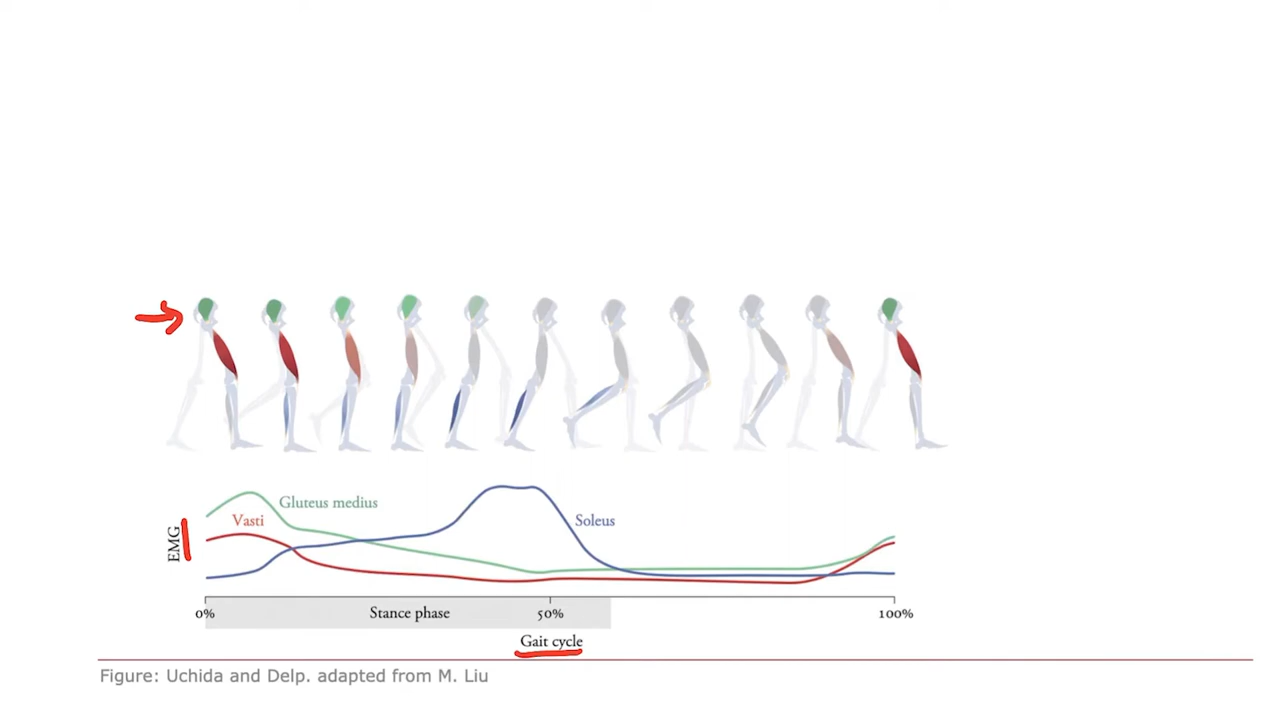 Gluteus medius
Vasti
Soleus
EMG
0%
Stance phase
50%
100%
Gait cycle
Figure: Uchida and Delp. adapted from M. Liu